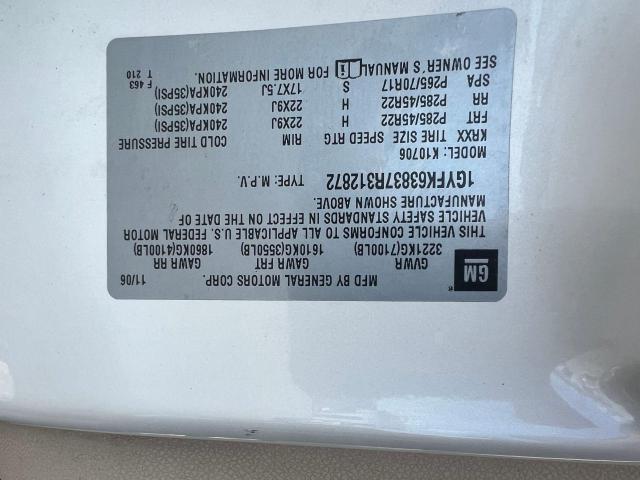 MFD BY GENERAL MOTORS CORP. 11/06
GM
GVWR GAWR FRT GAWR RR
3221KG(7100LB) 1610KG(3550LB) 1860KG(4100LB)
THIS VEHICLE CONFORMS TO ALL APPLICABLE U.S. FEDERAL MOTOR
VEHICLE SAFETY STANDARDS IN EFFECT ON THE DATE OF
MANUFACTURE SHOWN ABOVE.
1GYFK63837R312872 TYPE: M.P.V.
MODEL: K10706
KRXX TIRE SIZE SPEED RTG RIM COLD TIRE PRESSURE
FRT P285/45R22 H 22X9J 240KPA(35PSI)
RR P285/45R22 H 22X9J 240KPA(35PSI)
SPA P265/70R17 S 17X7.5J 240KPA(35PSI)
SEE OWNER'S MANUAL FOR MORE INFORMATION.
F 463
T 210